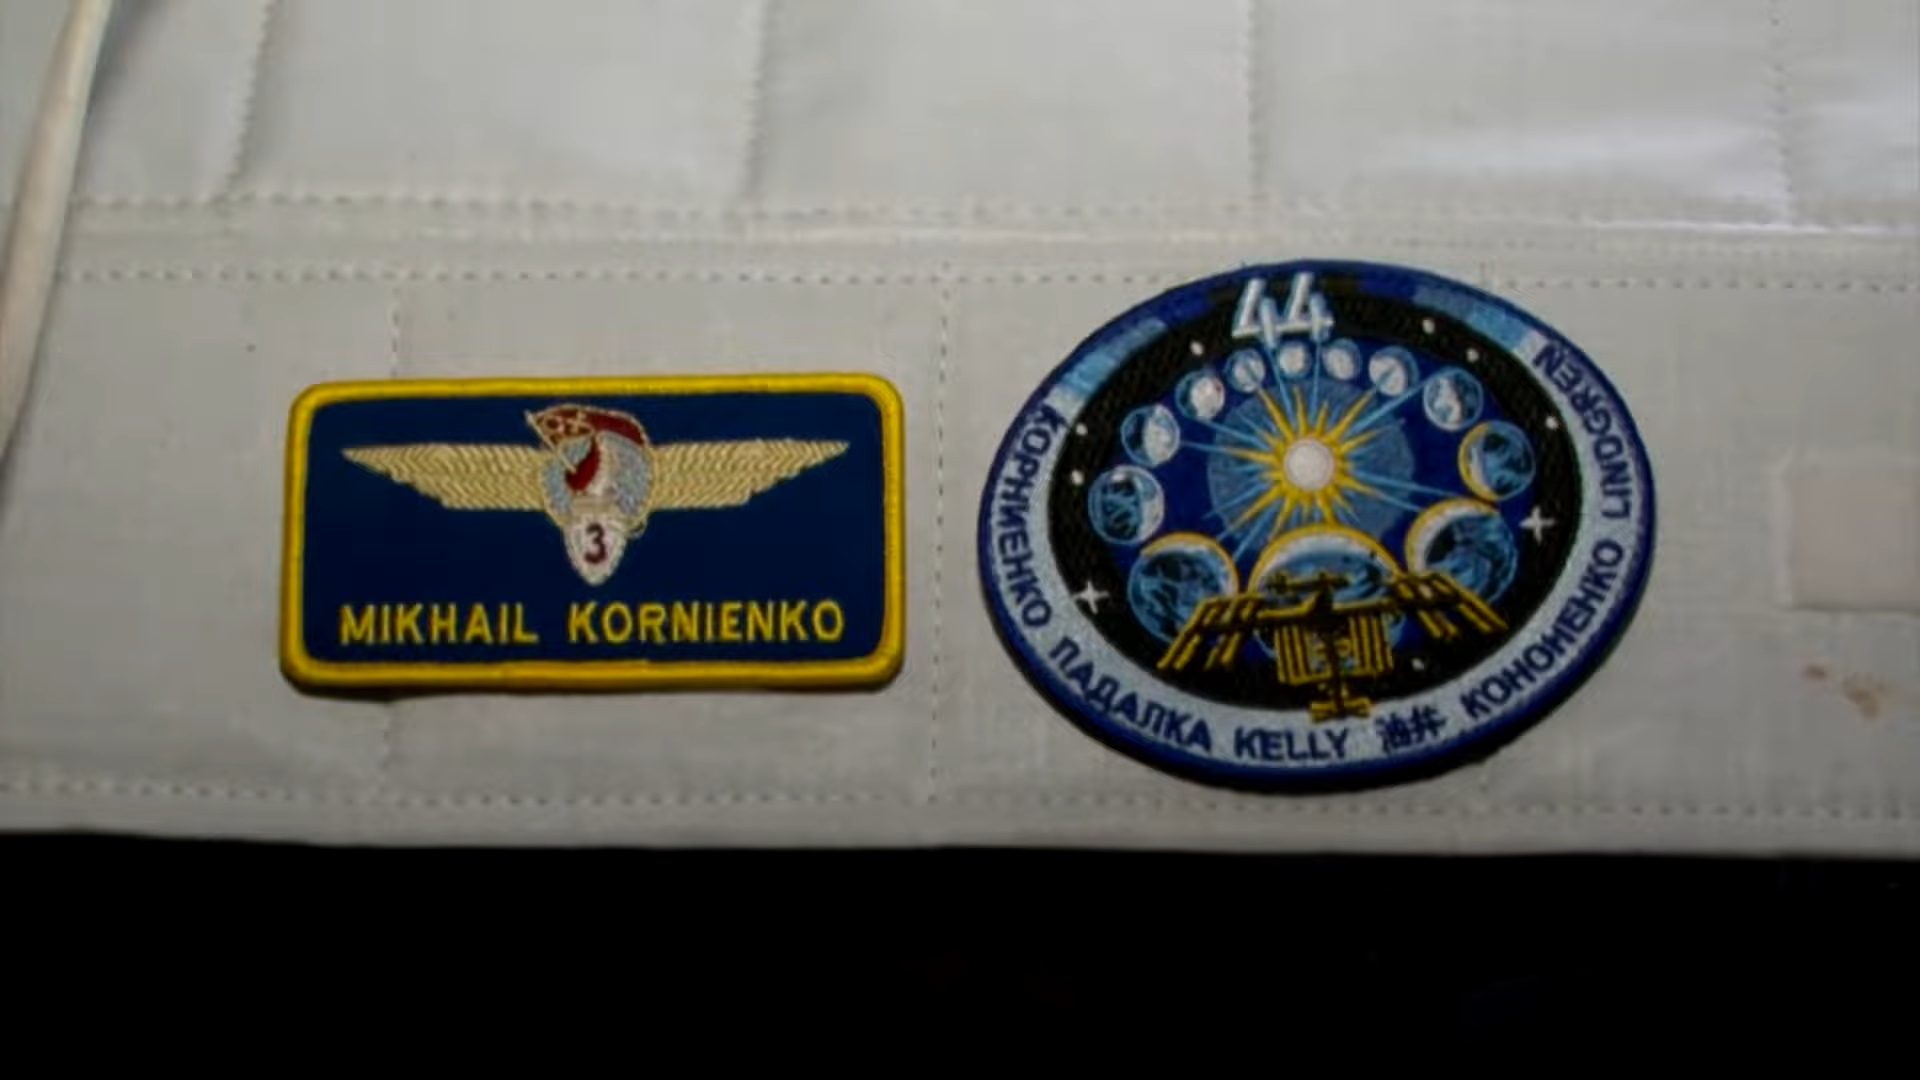 3
MIKHAIL KORNIENKO
44
КОРНИЕНКО ПАДАЛКА KELLY 油井 КОНОНЕНКО LINDGREN